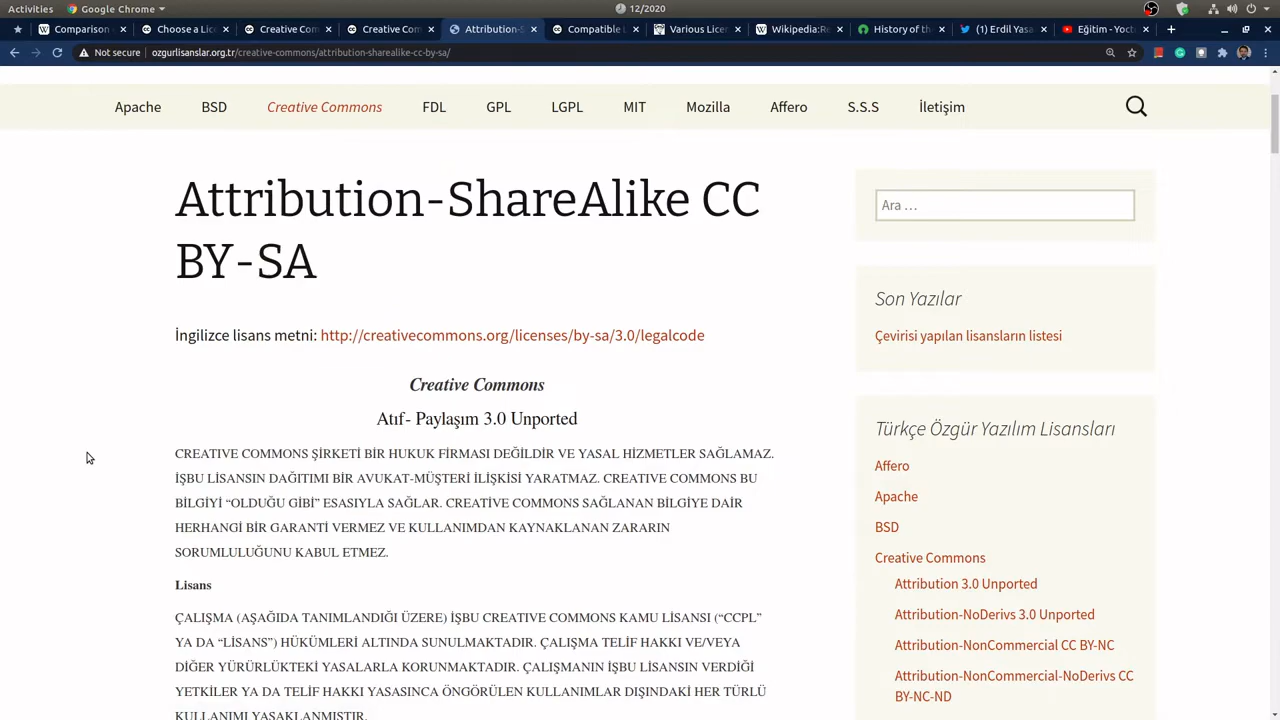 Activities
Google Chrome
12/2020
Comparison
Choose a Lice
Creative Com
Creative Com
Attribution-S
Compatible L
Various Licen
Wikipedia:Re
History of the
(1) Erdil Yasa
Eğitim - Yoct
Not secure
ozgurlisanslar.org.tr/creative-commons/attribution-sharealike-cc-by-sa/
Apache
BSD
Creative Commons
FDL
GPL
LGPL
MIT
Mozilla
Affero
S.S.S
İletişim
Attribution-ShareAlike CC
BY-SA
İngilizce lisans metni: http://creativecommons.org/licenses/by-sa/3.0/legalcode
Creative Commons
Atıf- Paylaşım 3.0 Unported
CREATIVE COMMONS ŞİRKETİ BİR HUKUK FİRMASI DEĞİLDİR VE YASAL HİZMETLER SAĞLAMAZ.
İŞBU LİSANSIN DAĞITIMI BİR AVUKAT-MÜŞTERİ İLİŞKİSİ YARATMAZ. CREATIVE COMMONS BU
BİLGİYİ “OLDUĞU GİBİ” ESASIYLA SAĞLAR. CREATİVE COMMONS SAĞLANAN BİLGİYE DAİR
HERHANGİ BİR GARANTİ VERMEZ VE KULLANIMDAN KAYNAKLANAN ZARARIN
SORUMLULUĞUNU KABUL ETMEZ.
Lisans
ÇALIŞMA (AŞAĞIDA TANIMLANDIĞI ÜZERE) İŞBU CREATIVE COMMONS KAMU LİSANSI (“CCPL”
YA DA “LİSANS”) HÜKÜMLERİ ALTINDA SUNULMAKTADIR. ÇALIŞMA TELİF HAKKI VE/VEYA
DİĞER YÜRÜRLÜKTEKİ YASALARLA KORUNMAKTADIR. ÇALIŞMANIN İŞBU LİSANSIN VERDİĞİ
YETKİLER YA DA TELİF HAKKI YASASINCA ÖNGÖRÜLEN KULLANIMLAR DIŞINDAKİ HER TÜRLÜ
KULLANIMI YASAKLANMIŞTIR.
Ara …
Son Yazılar
Çevirisi yapılan lisansların listesi
Türkçe Özgür Yazılım Lisansları
Affero
Apache
BSD
Creative Commons
Attribution 3.0 Unported
Attribution-NoDerivs 3.0 Unported
Attribution-NonCommercial CC BY-NC
Attribution-NonCommercial-NoDerivs CC
BY-NC-ND